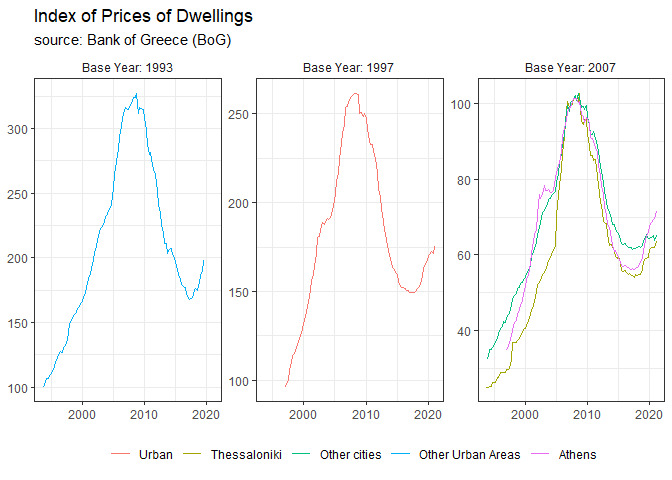 Index of Prices of Dwellings
source: Bank of Greece (BoG)
Base Year: 1993
Base Year: 1997
Base Year: 2007
300
250
200
150
100
250
200
150
100
100
80
60
40
2000 2010 2020
2000 2010 2020
2000 2010 2020
Urban Thessaloniki Other cities Other Urban Areas Athens